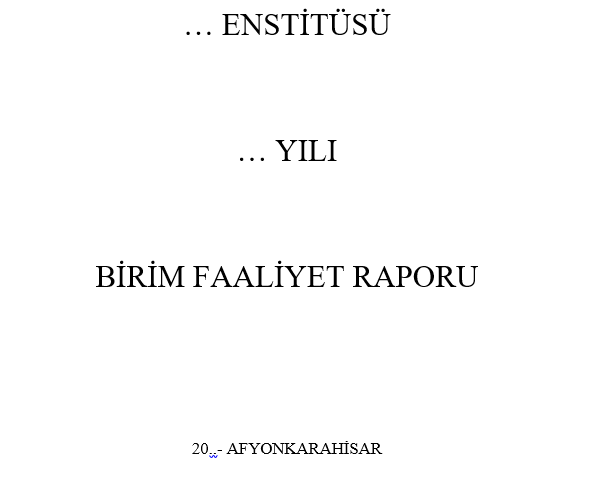 … ENSTİTÜSÜ
… YILI
BİRİM FAALİYET RAPORU
20..- AFYONKARAHİSAR